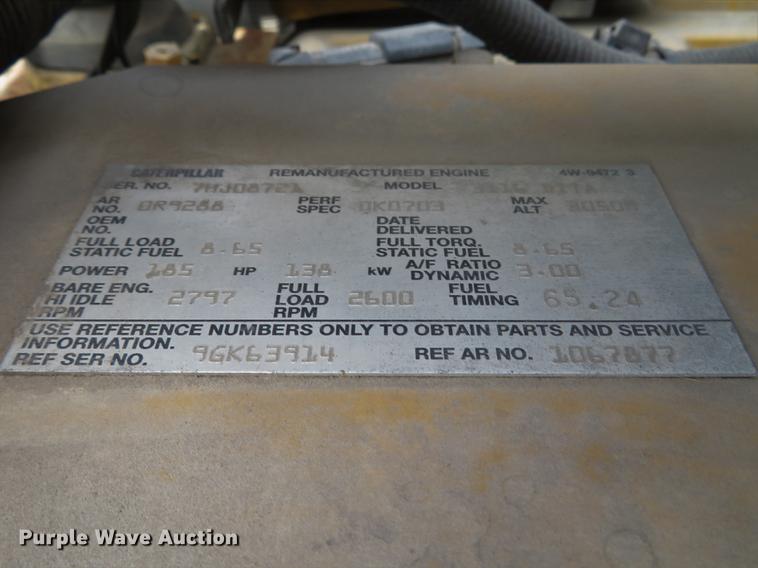 CATERPILLAR REMANUFACTURED ENGINE 4W-9472 3
SER. NO. 7HJ08721 MODEL DITA
AR NO. 0R9288 PERF SPEC 0K0703 MAX ALT
OEM NO. DATE DELIVERED
FULL LOAD STATIC FUEL 8.65 FULL TORQ. STATIC FUEL 8.65
POWER 185 HP 138 kW A/F RATIO DYNAMIC 3.00
BARE ENG. HI IDLE RPM 2797 FULL LOAD RPM 2600 FUEL TIMING 65.24
USE REFERENCE NUMBERS ONLY TO OBTAIN PARTS AND SERVICE
INFORMATION.
REF SER NO. 9GK63914 REF AR NO. 1067877
Purple Wave Auction